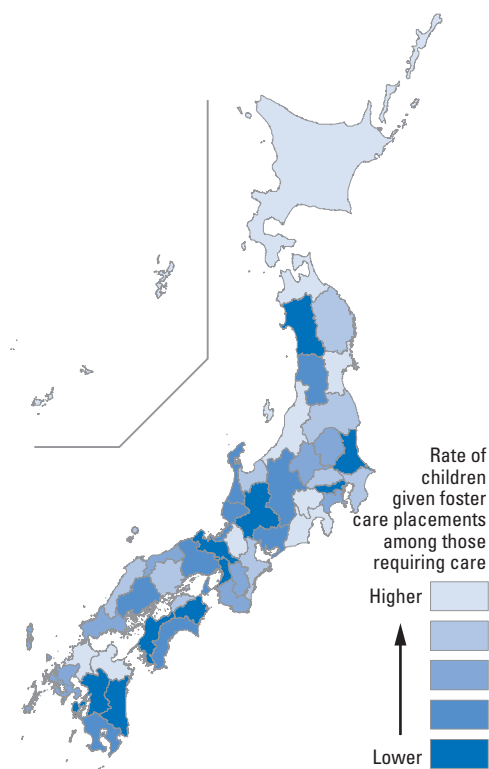 Rate of
children
given foster
care placements
among those
requiring care
Higher
Lower